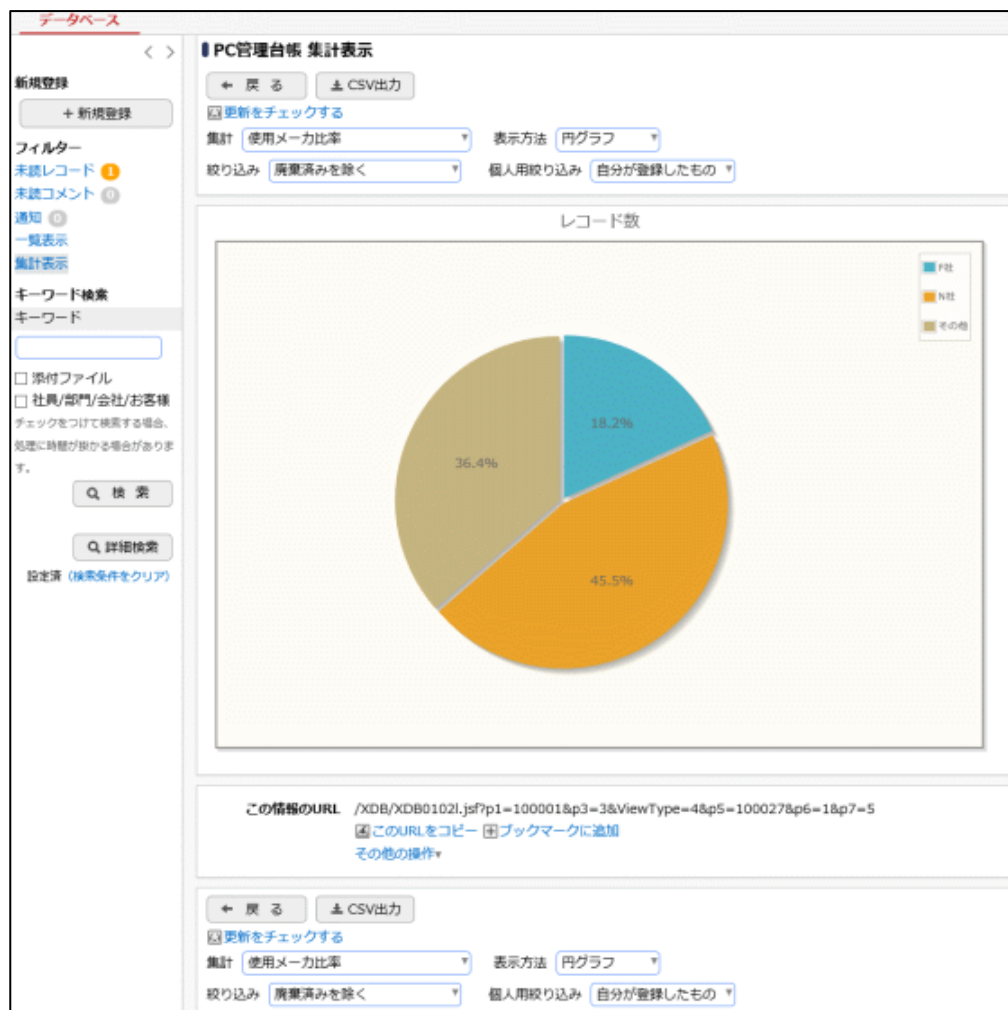 データベース
< >
新規登録
+ 新規登録
フィルター
未読レコード 1
未読コメント 0
通知 0
一覧表示
集計表示
キーワード検索
キーワード
添付ファイル
社員/部門/会社/お客様
チェックをつけて検索する場合、
処理に時間が掛かる場合がありま
す。
検 索
詳細検索
設定済 (検索条件をクリア)
PC管理台帳 集計表示
戻 る CSV出力
更新をチェックする
集計 使用メーカ比率 表示方法 円グラフ
絞り込み 廃棄済みを除く 個人用絞り込み 自分が登録したもの
レコード数
F社
N社
その他
18.2%
36.4%
45.5%
この情報のURL /XDB/XDB0102l.jsf?p1=100001&p3=3&ViewType=4&p5=100027&p6=1&p7=5
このURLをコピー ブックマークに追加
その他の操作▾
戻 る CSV出力
更新をチェックする
集計 使用メーカ比率 表示方法 円グラフ
絞り込み 廃棄済みを除く 個人用絞り込み 自分が登録したもの